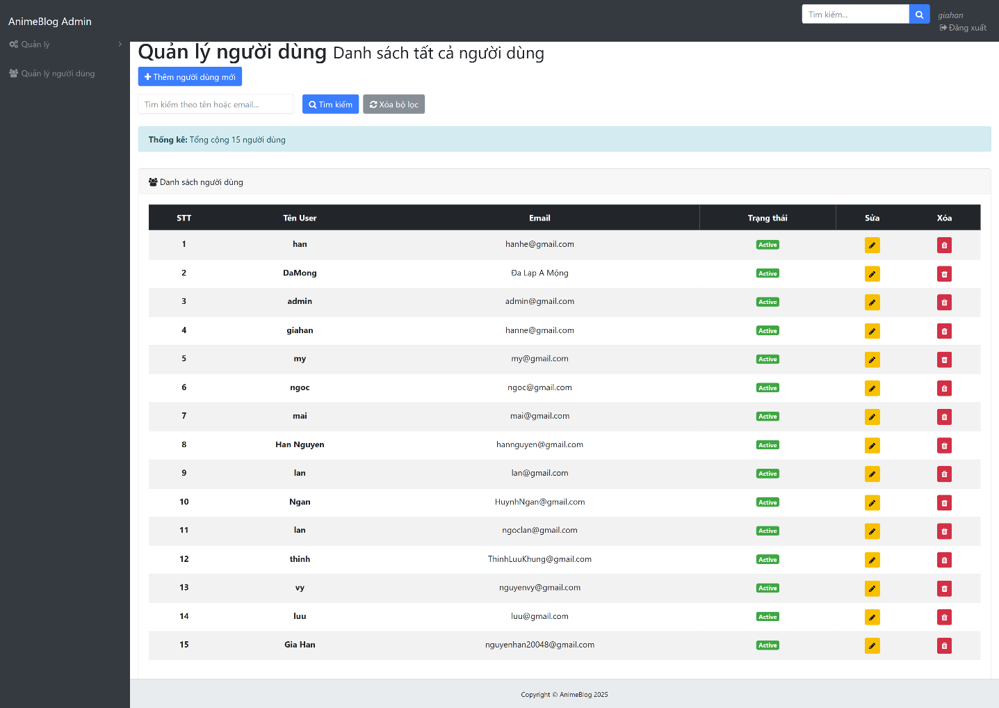 AnimeBlog Admin
Tìm kiếm...
giahan
Đăng xuất
Quản lý
Quản lý người dùng
Quản lý người dùng Danh sách tất cả người dùng
Thêm người dùng mới
Tìm kiếm theo tên hoặc email...
Tìm kiếm
Xóa bộ lọc
Thống kê: Tổng cộng 15 người dùng
Danh sách người dùng
STT Tên User Email Trạng thái Sửa Xóa
1 han hanhe@gmail.com Active
2 DaMong Đa Lạp A Mộng Active
3 admin admin@gmail.com Active
4 giahan hanne@gmail.com Active
5 my my@gmail.com Active
6 ngoc ngoc@gmail.com Active
7 mai mai@gmail.com Active
8 Han Nguyen hannguyen@gmail.com Active
9 lan lan@gmail.com Active
10 Ngan HuynhNgan@gmail.com Active
11 lan ngoclan@gmail.com Active
12 thinh ThinhLuuKhung@gmail.com Active
13 vy nguyenvy@gmail.com Active
14 luu luu@gmail.com Active
15 Gia Han nguyenhan20048@gmail.com Active
Copyright © AnimeBlog 2025